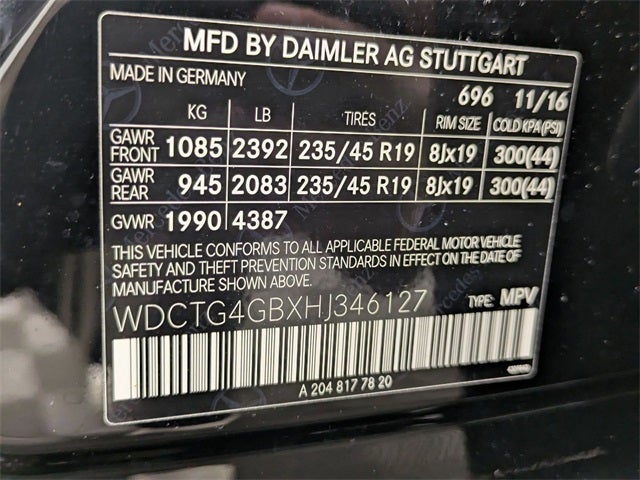 MFD BY DAIMLER AG STUTTGART
MADE IN GERMANY
696 11/16
KG LB TIRES RIM SIZE COLD KPA(PSI)
GAWR FRONT 1085 2392 235/45 R19 8Jx19 300(44)
GAWR REAR 945 2083 235/45 R19 8Jx19 300(44)
GVWR 1990 4387
THIS VEHICLE CONFORMS TO ALL APPLICABLE FEDERAL MOTOR VEHICLE
SAFETY AND THEFT PREVENTION STANDARDS IN EFFECT ON THE DATE OF
MANUFACTURE SHOWN ABOVE.
WDCTG4GBXHJ346127 TYPE: MPV
A 204 817 78 20